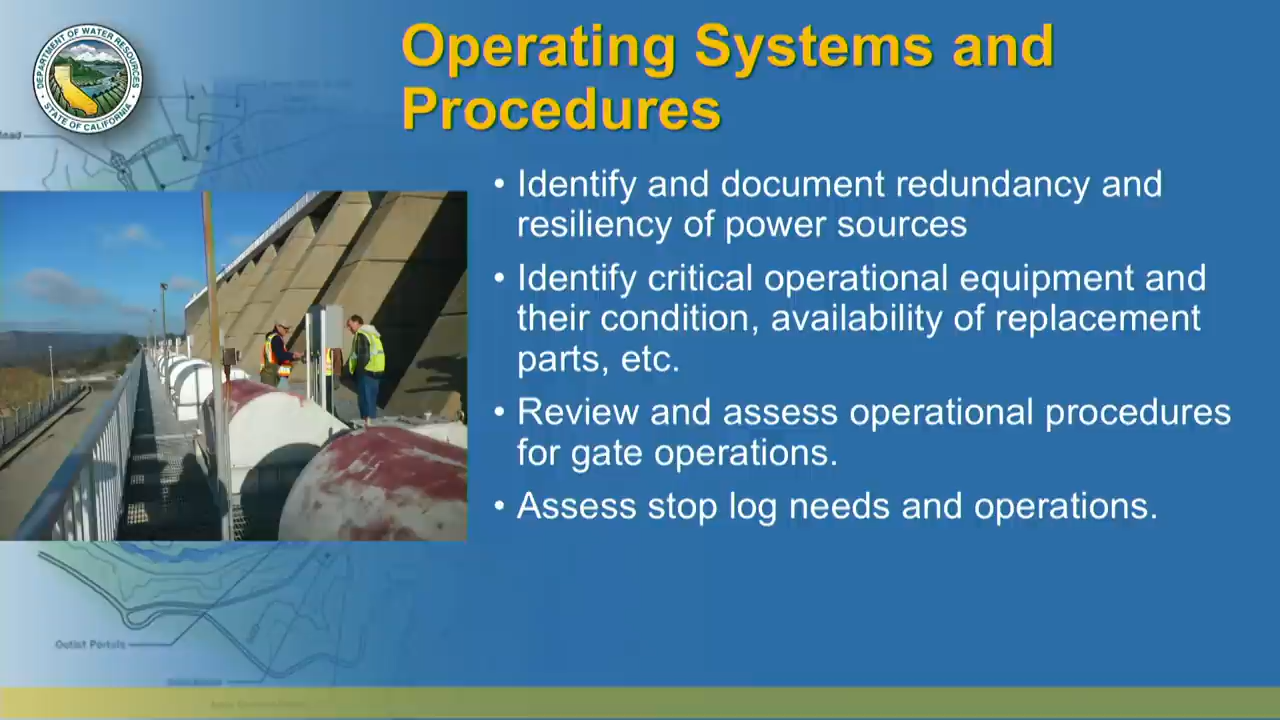 DEPARTMENT OF WATER RESOURCES
STATE OF CALIFORNIA
Operating Systems and
Procedures
• Identify and document redundancy and
resiliency of power sources
• Identify critical operational equipment and
their condition, availability of replacement
parts, etc.
• Review and assess operational procedures
for gate operations.
• Assess stop log needs and operations.
Outlet Portals